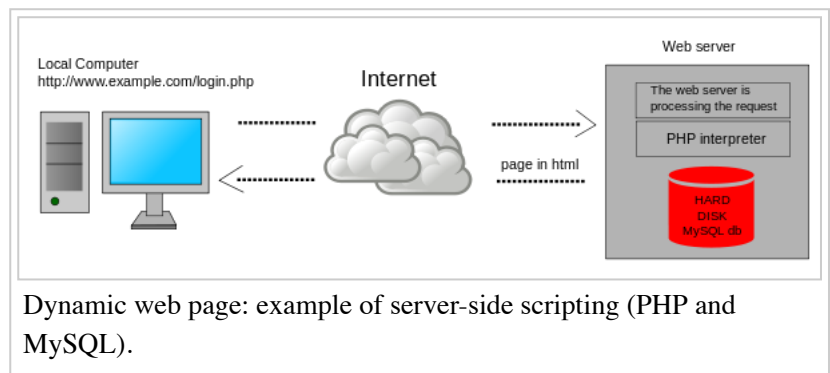 Local Computer
http://www.example.com/login.php
Internet
page in html
Web server
The web server is
processing the request
PHP interpreter
HARD
DISK
MySQL db
Dynamic web page: example of server-side scripting (PHP and
MySQL).